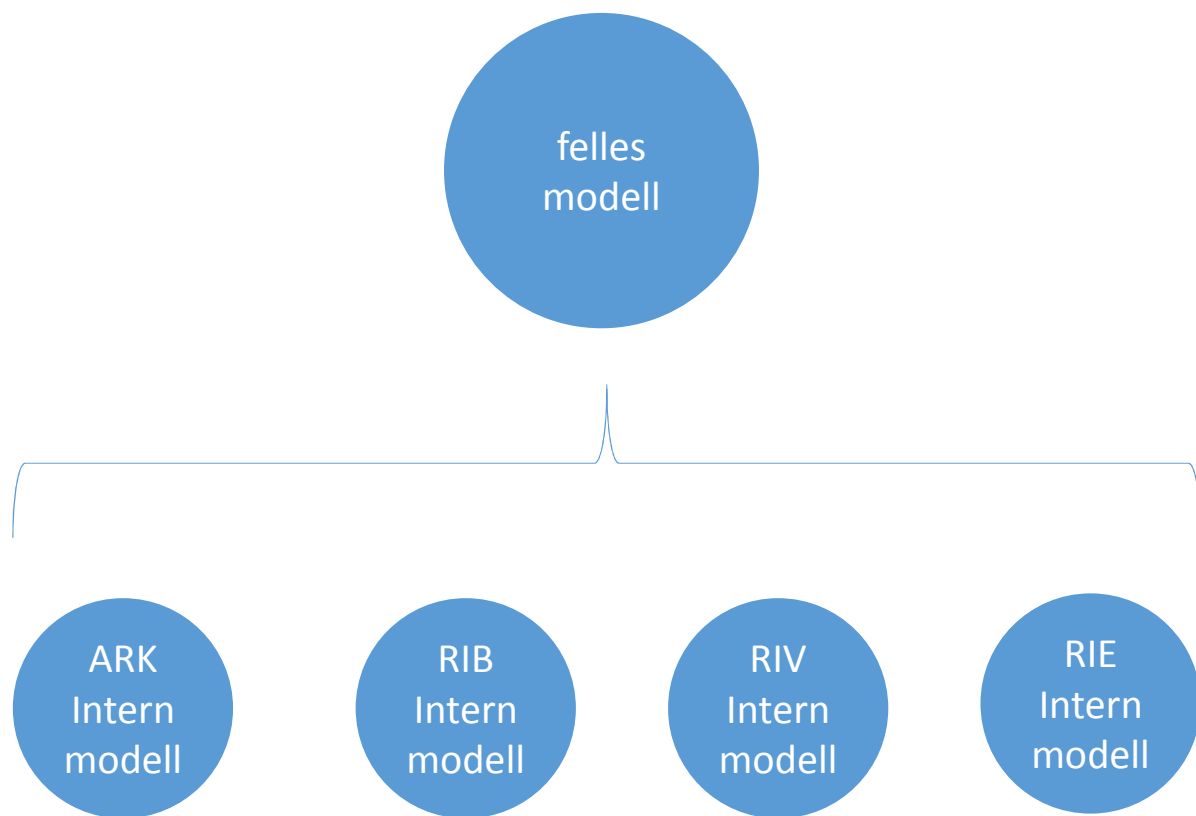 felles
modell
ARK
Intern
modell
RIB
Intern
modell
RIV
Intern
modell
RIE
Intern
modell